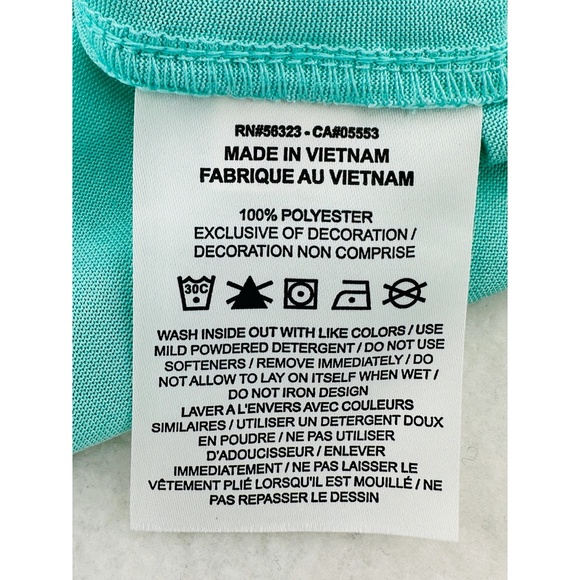 RN#56323 - CA#05553
MADE IN VIETNAM
FABRIQUE AU VIETNAM
100% POLYESTER
EXCLUSIVE OF DECORATION /
DECORATION NON COMPRISE
30C
WASH INSIDE OUT WITH LIKE COLORS / USE
MILD POWDERED DETERGENT / DO NOT USE
SOFTENERS / REMOVE IMMEDIATELY / DO
NOT ALLOW TO LAY ON ITSELF WHEN WET /
DO NOT IRON DESIGN
LAVER A L'ENVERS AVEC COULEURS
SIMILAIRES / UTILISER UN DETERGENT DOUX
EN POUDRE / NE PAS UTILISER
D'ADOUCISSEUR / ENLEVER
IMMEDIATEMENT / NE PAS LAISSER LE
VÊTEMENT PLIÉ LORSQU'IL EST MOUILLÉ / NE
PAS REPASSER LE DESSIN